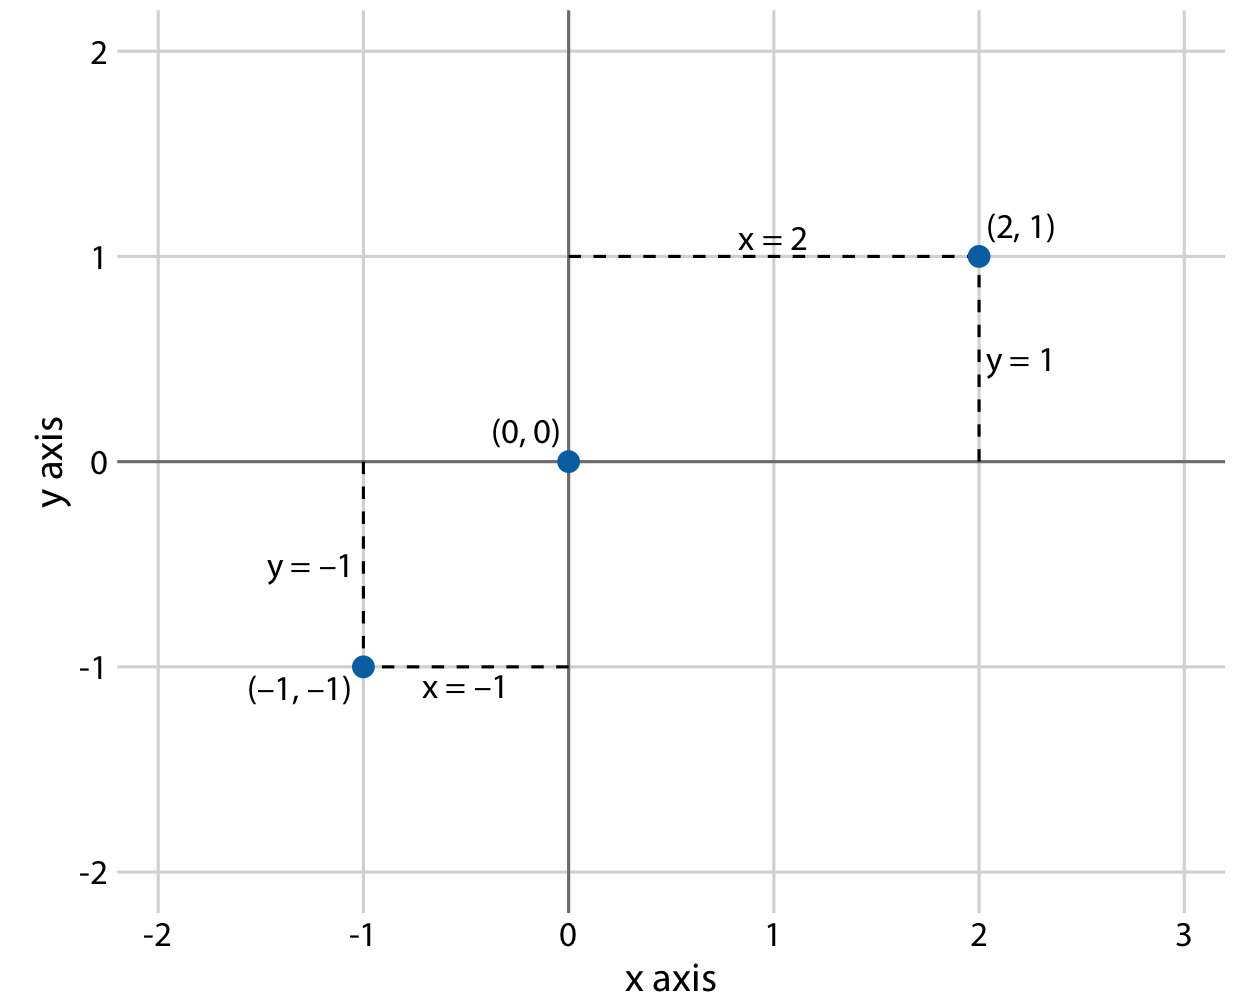 2
(2, 1)
x = 2
1
y = 1
(0, 0)
y axis
0
y = –1
-1
(–1, –1)
x = –1
-2
-2 -1 0 1 2 3
x axis